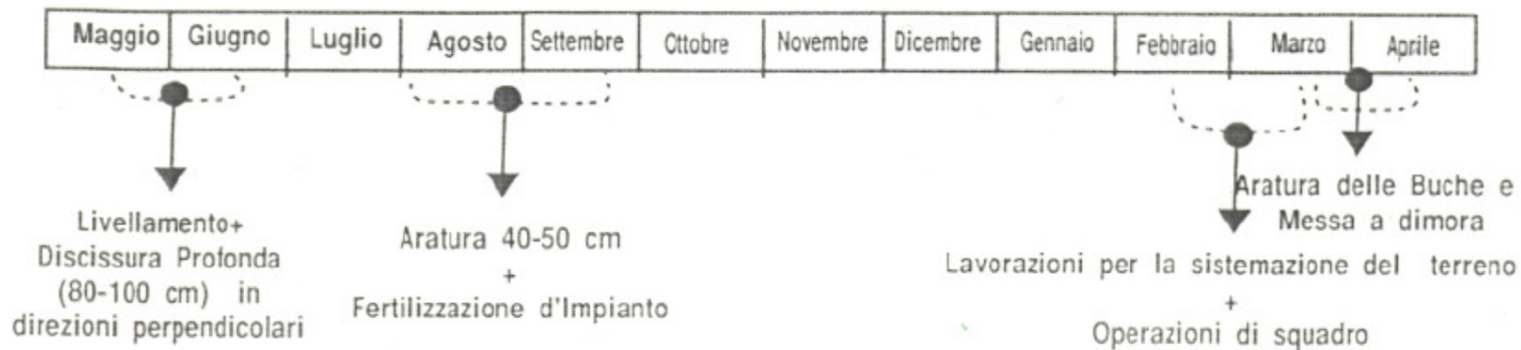 Maggio Giugno Luglio Agosto Settembre Ottobre Novembre Dicembre Gennaio Febbraio Marzo Aprile
Livellamento+
Discissura Profonda
(80-100 cm) in
direzioni perpendicolari
Aratura 40-50 cm
+
Fertilizzazione d'Impianto
Lavorazioni per la sistemazione del terreno
+
Operazioni di squadro
Aratura delle Buche e
Messa a dimora